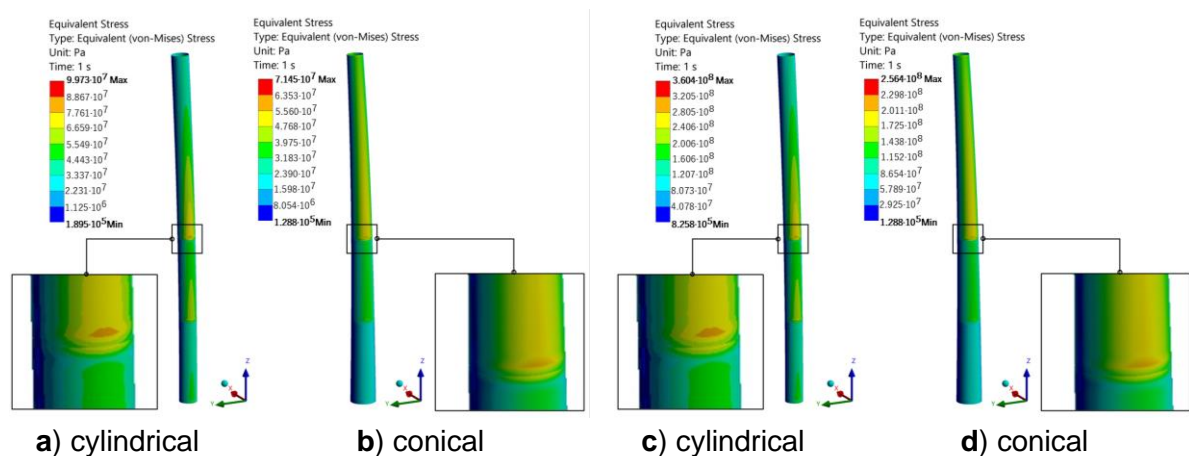 Equivalent Stress
Type: Equivalent (von-Mises) Stress
Unit: Pa
Time: 1 s
9.973·10⁷ Max
8.867·10⁷
7.761·10⁷
6.659·10⁷
5.549·10⁷
4.443·10⁷
3.337·10⁷
2.231·10⁷
1.125·10⁶
1.895·10⁵ Min
Z
X
Y
a) cylindrical
Equivalent Stress
Type: Equivalent (von-Mises) Stress
Unit: Pa
Time: 1 s
7.145·10⁷ Max
6.353·10⁷
5.560·10⁷
4.768·10⁷
3.975·10⁷
3.183·10⁷
2.390·10⁷
1.598·10⁷
8.054·10⁶
1.288·10⁵ Min
Z
X
Y
b) conical
Equivalent Stress
Type: Equivalent (von-Mises) Stress
Unit: Pa
Time: 1 s
3.604·10⁸ Max
3.205·10⁸
2.805·10⁸
2.406·10⁸
2.006·10⁸
1.606·10⁸
1.207·10⁸
8.073·10⁷
4.078·10⁷
8.258·10⁵ Min
Z
X
Y
c) cylindrical
Equivalent Stress
Type: Equivalent (von-Mises) Stress
Unit: Pa
Time: 1 s
2.564·10⁸ Max
2.298·10⁸
2.011·10⁸
1.725·10⁸
1.438·10⁸
1.152·10⁸
8.654·10⁷
5.789·10⁷
2.925·10⁷
1.288·10⁵ Min
Z
X
Y
d) conical